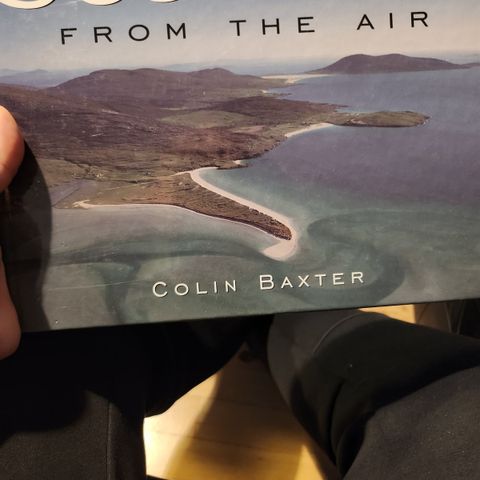 FROM THE AIR
COLIN BAXTER